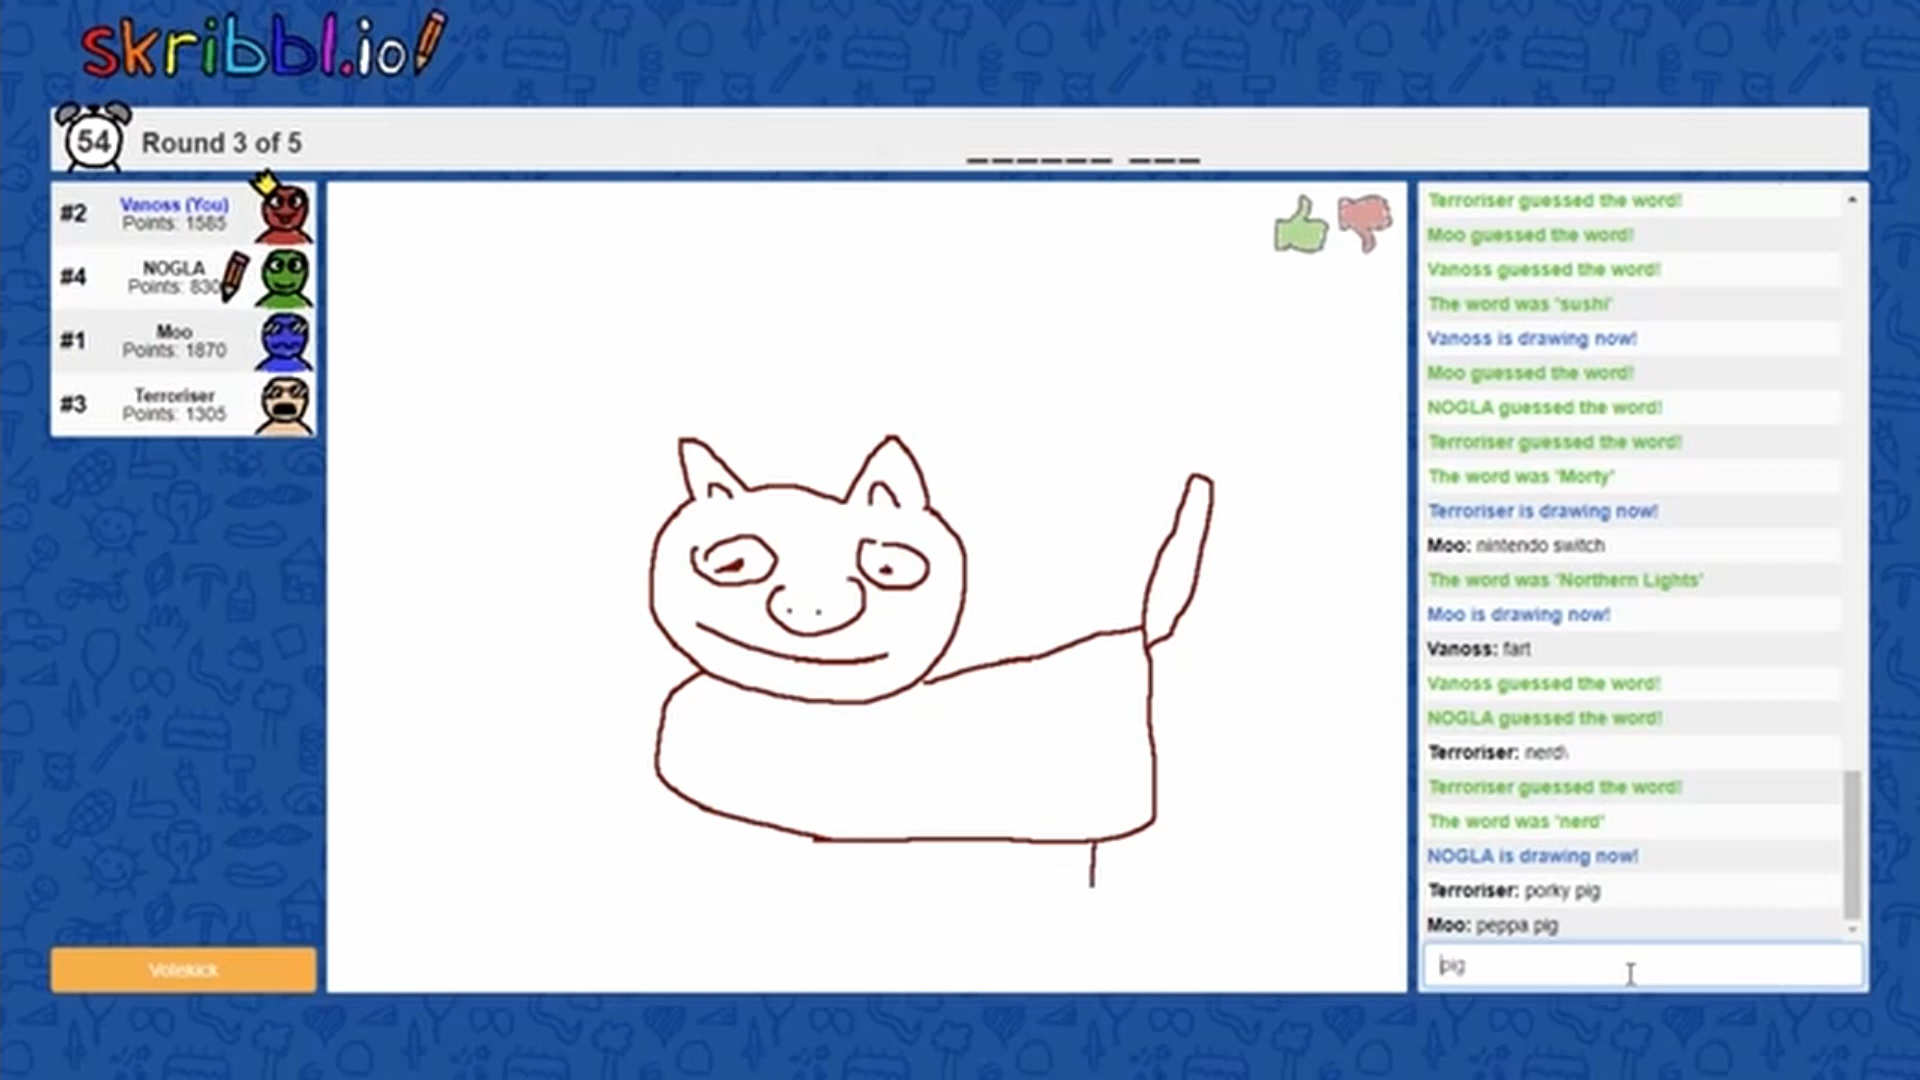 skribbl.io
54
Round 3 of 5
______ ___
#2
Vanoss (You)
Points: 1585
#4
NOGLA
Points: 830
#1
Moo
Points: 1870
#3
Terroriser
Points: 1305
Votekick
Terroriser guessed the word!
Moo guessed the word!
Vanoss guessed the word!
The word was 'sushi'
Vanoss is drawing now!
Moo guessed the word!
NOGLA guessed the word!
Terroriser guessed the word!
The word was 'Morty'
Terroriser is drawing now!
Moo: nintendo switch
The word was 'Northern Lights'
Moo is drawing now!
Vanoss: fart
Vanoss guessed the word!
NOGLA guessed the word!
Terroriser: nerd\
Terroriser guessed the word!
The word was 'nerd'
NOGLA is drawing now!
Terroriser: porky pig
Moo: peppa pig
pig